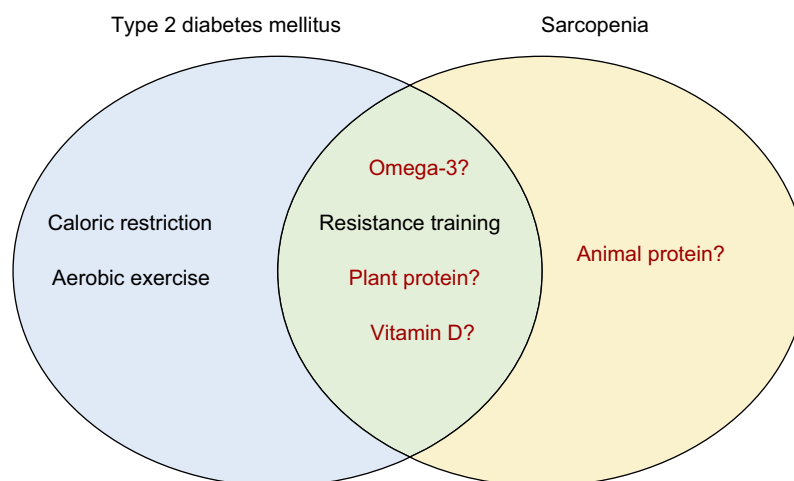 Type 2 diabetes mellitus
Sarcopenia
Omega-3?
Caloric restriction
Resistance training
Animal protein?
Aerobic exercise
Plant protein?
Vitamin D?